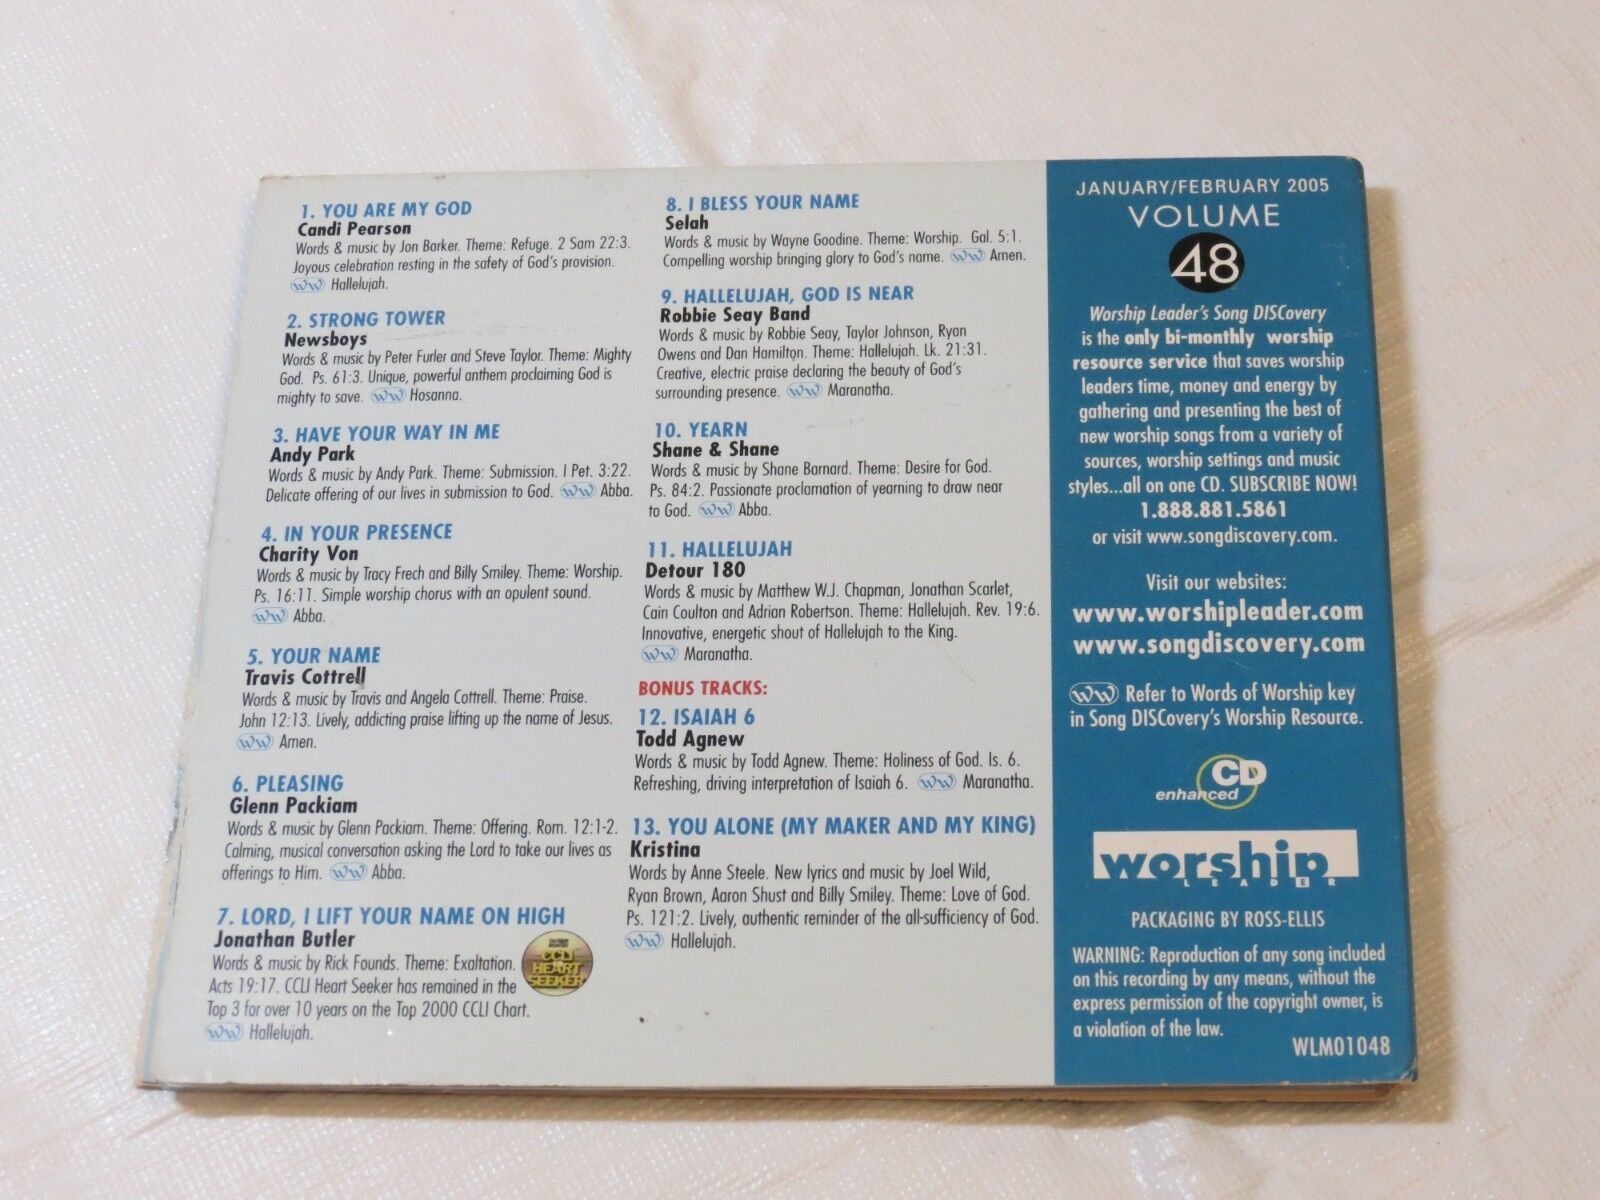 1. YOU ARE MY GOD
Candi Pearson
Words & music by Jon Barker. Theme: Refuge. 2 Sam 22:3.
Joyous celebration resting in the safety of God's provision.
WW Hallelujah.
2. STRONG TOWER
Newsboys
Words & music by Peter Furler and Steve Taylor. Theme: Mighty
God. Ps. 61:3. Unique, powerful anthem proclaiming God is
mighty to save. WW Hosanna.
3. HAVE YOUR WAY IN ME
Andy Park
Words & music by Andy Park. Theme: Submission. I Pet. 3:22.
Delicate offering of our lives in submission to God. WW Abba.
4. IN YOUR PRESENCE
Charity Von
Words & music by Tracy Frech and Billy Smiley. Theme: Worship.
Ps. 16:11. Simple worship chorus with an opulent sound.
WW Abba.
5. YOUR NAME
Travis Cottrell
Words & music by Travis and Angela Cottrell. Theme: Praise.
John 12:13. Lively, addicting praise lifting up the name of Jesus.
WW Amen.
6. PLEASING
Glenn Packiam
Words & music by Glenn Packiam. Theme: Offering. Rom. 12:1-2.
Calming, musical conversation asking the Lord to take our lives as
offerings to Him. WW Abba.
7. LORD, I LIFT YOUR NAME ON HIGH
Jonathan Butler
Words & music by Rick Founds. Theme: Exaltation.
Acts 19:17. CCLI Heart Seeker has remained in the
Top 3 for over 10 years on the Top 2000 CCLI Chart.
WW Hallelujah.
CCLI
HEART
SEEKER
8. I BLESS YOUR NAME
Selah
Words & music by Wayne Goodine. Theme: Worship. Gal. 5:1.
Compelling worship bringing glory to God's name. WW Amen.
9. HALLELUJAH, GOD IS NEAR
Robbie Seay Band
Words & music by Robbie Seay, Taylor Johnson, Ryan
Owens and Dan Hamilton. Theme: Hallelujah. Lk. 21:31.
Creative, electric praise declaring the beauty of God's
surrounding presence. WW Maranatha.
10. YEARN
Shane & Shane
Words & music by Shane Barnard. Theme: Desire for God.
Ps. 84:2. Passionate proclamation of yearning to draw near
to God. WW Abba.
11. HALLELUJAH
Detour 180
Words & music by Matthew W.J. Chapman, Jonathan Scarlet,
Cain Coulton and Adrian Robertson. Theme: Hallelujah. Rev. 19:6.
Innovative, energetic shout of Hallelujah to the King.
WW Maranatha.
BONUS TRACKS:
12. ISAIAH 6
Todd Agnew
Words & music by Todd Agnew. Theme: Holiness of God. Is. 6.
Refreshing, driving interpretation of Isaiah 6. WW Maranatha.
13. YOU ALONE (MY MAKER AND MY KING)
Kristina
Words by Anne Steele. New lyrics and music by Joel Wild,
Ryan Brown, Aaron Shust and Billy Smiley. Theme: Love of God.
Ps. 121:2. Lively, authentic reminder of the all-sufficiency of God.
WW Hallelujah.
JANUARY/FEBRUARY 2005
VOLUME
48
Worship Leader's Song DISCovery
is the only bi-monthly worship
resource service that saves worship
leaders time, money and energy by
gathering and presenting the best of
new worship songs from a variety of
sources, worship settings and music
styles...all on one CD. SUBSCRIBE NOW!
1.888.881.5861
or visit www.songdiscovery.com.
Visit our websites:
www.worshipleader.com
www.songdiscovery.com
WW Refer to Words of Worship key
in Song DISCovery's Worship Resource.
CD
enhanced
worship
LEADER
PACKAGING BY ROSS-ELLIS
WARNING: Reproduction of any song included
on this recording by any means, without the
express permission of the copyright owner, is
a violation of the law.
WLM01048